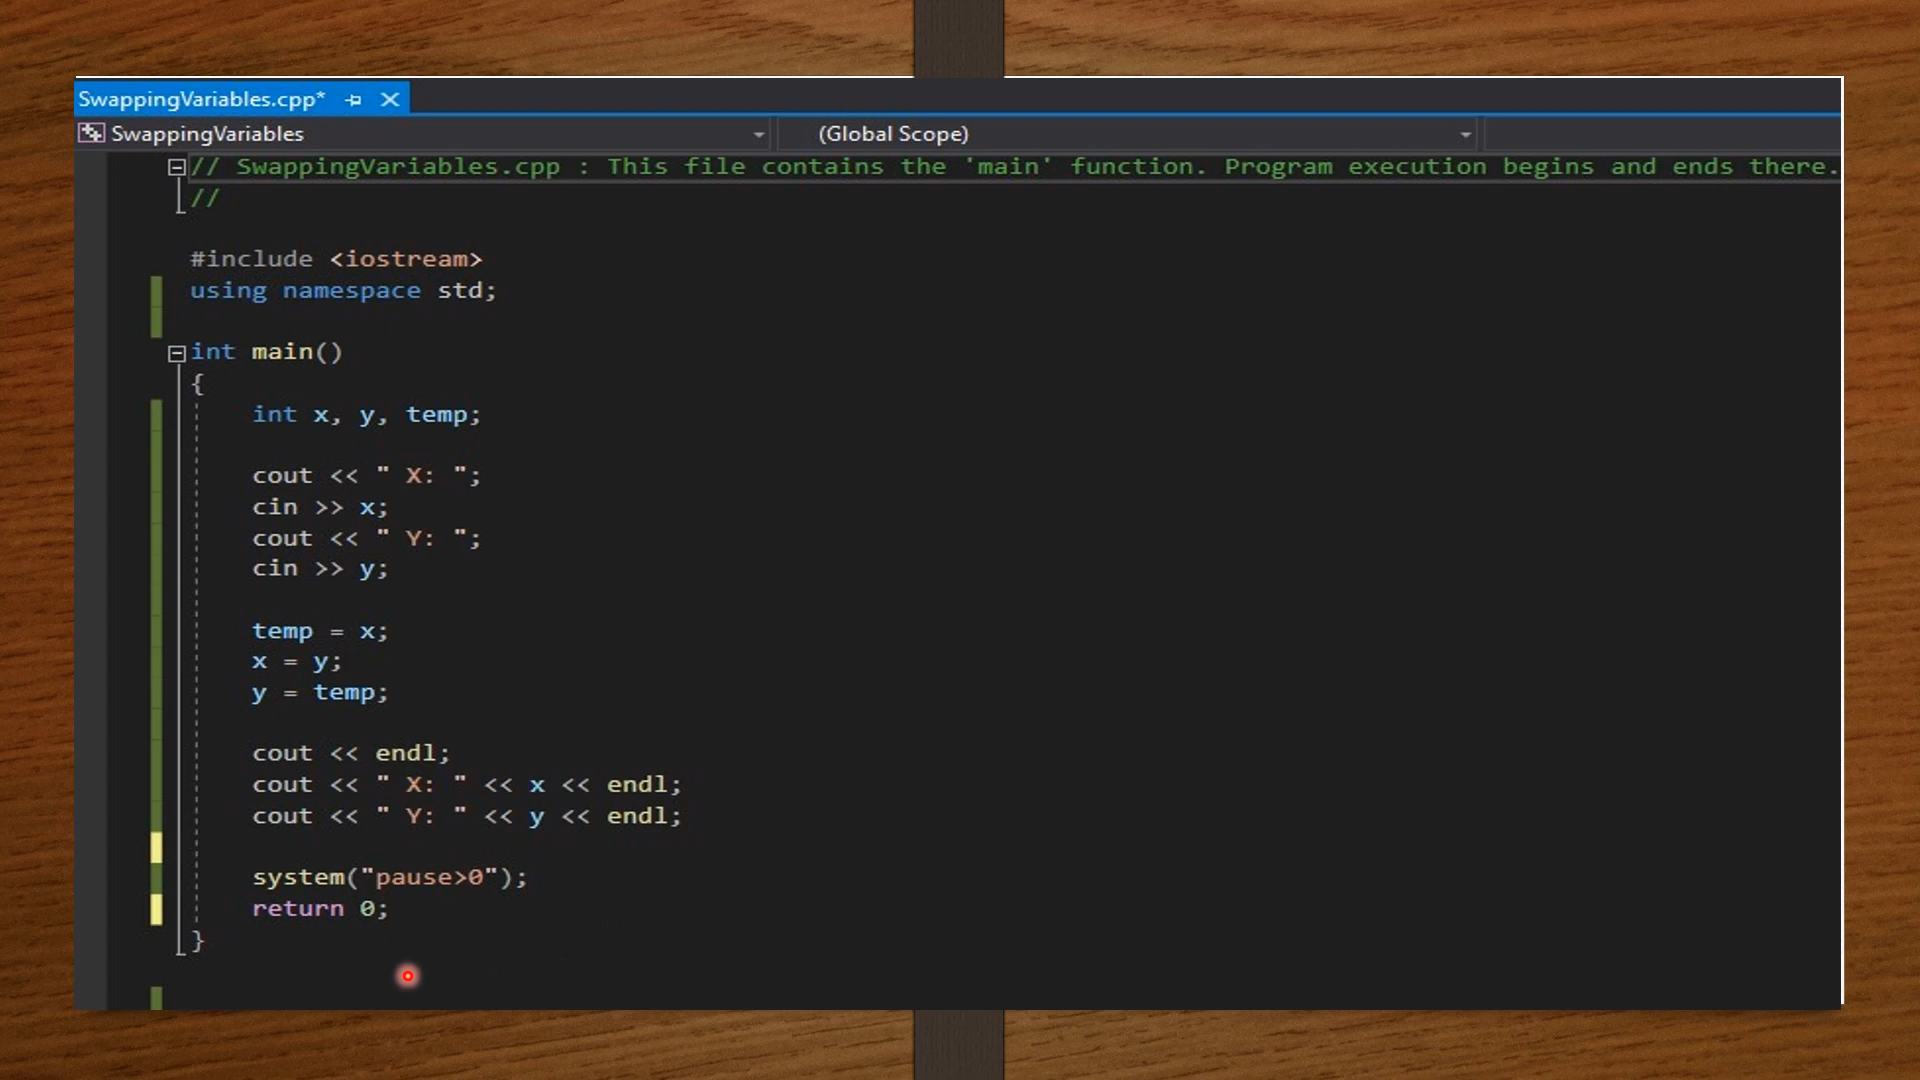 SwappingVariables.cpp*
SwappingVariables (Global Scope)
// SwappingVariables.cpp : This file contains the 'main' function. Program execution begins and ends there.
//
#include <iostream>
using namespace std;
int main()
{
int x, y, temp;
cout << " X: ";
cin >> x;
cout << " Y: ";
cin >> y;
temp = x;
x = y;
y = temp;
cout << endl;
cout << " X: " << x << endl;
cout << " Y: " << y << endl;
system("pause>0");
return 0;
}